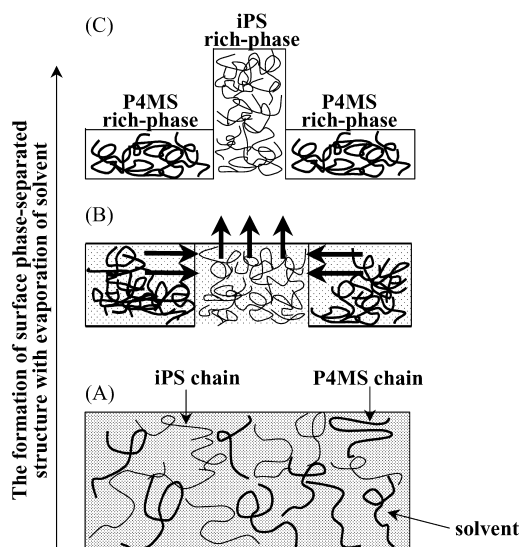 (C)
iPS
rich-phase
P4MS
rich-phase
P4MS
rich-phase
(B)
(A)
iPS chain
P4MS chain
solvent
The formation of surface phase-separated
structure with evaporation of solvent